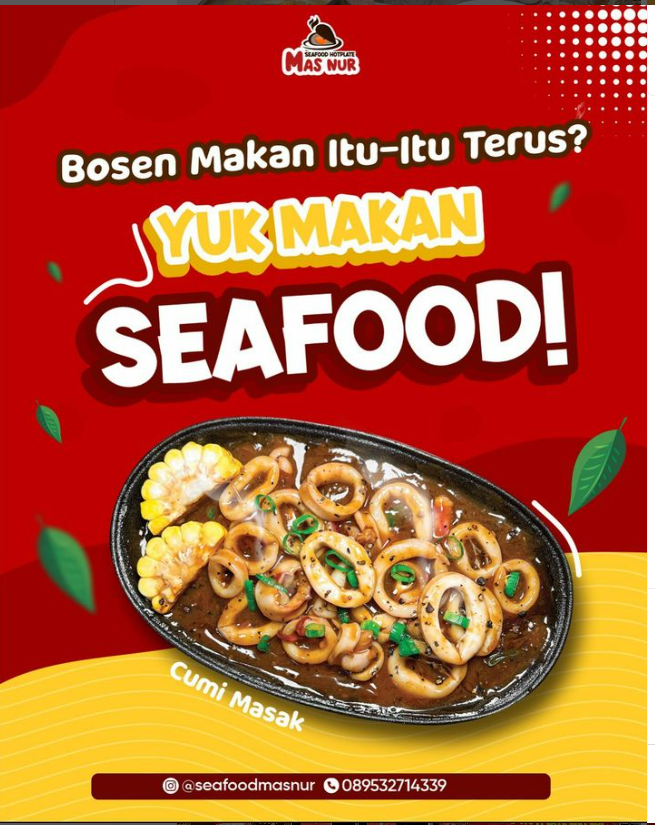 SEAFOOD HOTPLATE
MAS NUR
Bosen Makan Itu-Itu Terus?
YUK MAKAN
SEAFOOD!
Cumi Masak
@seafoodmasnur 089532714339